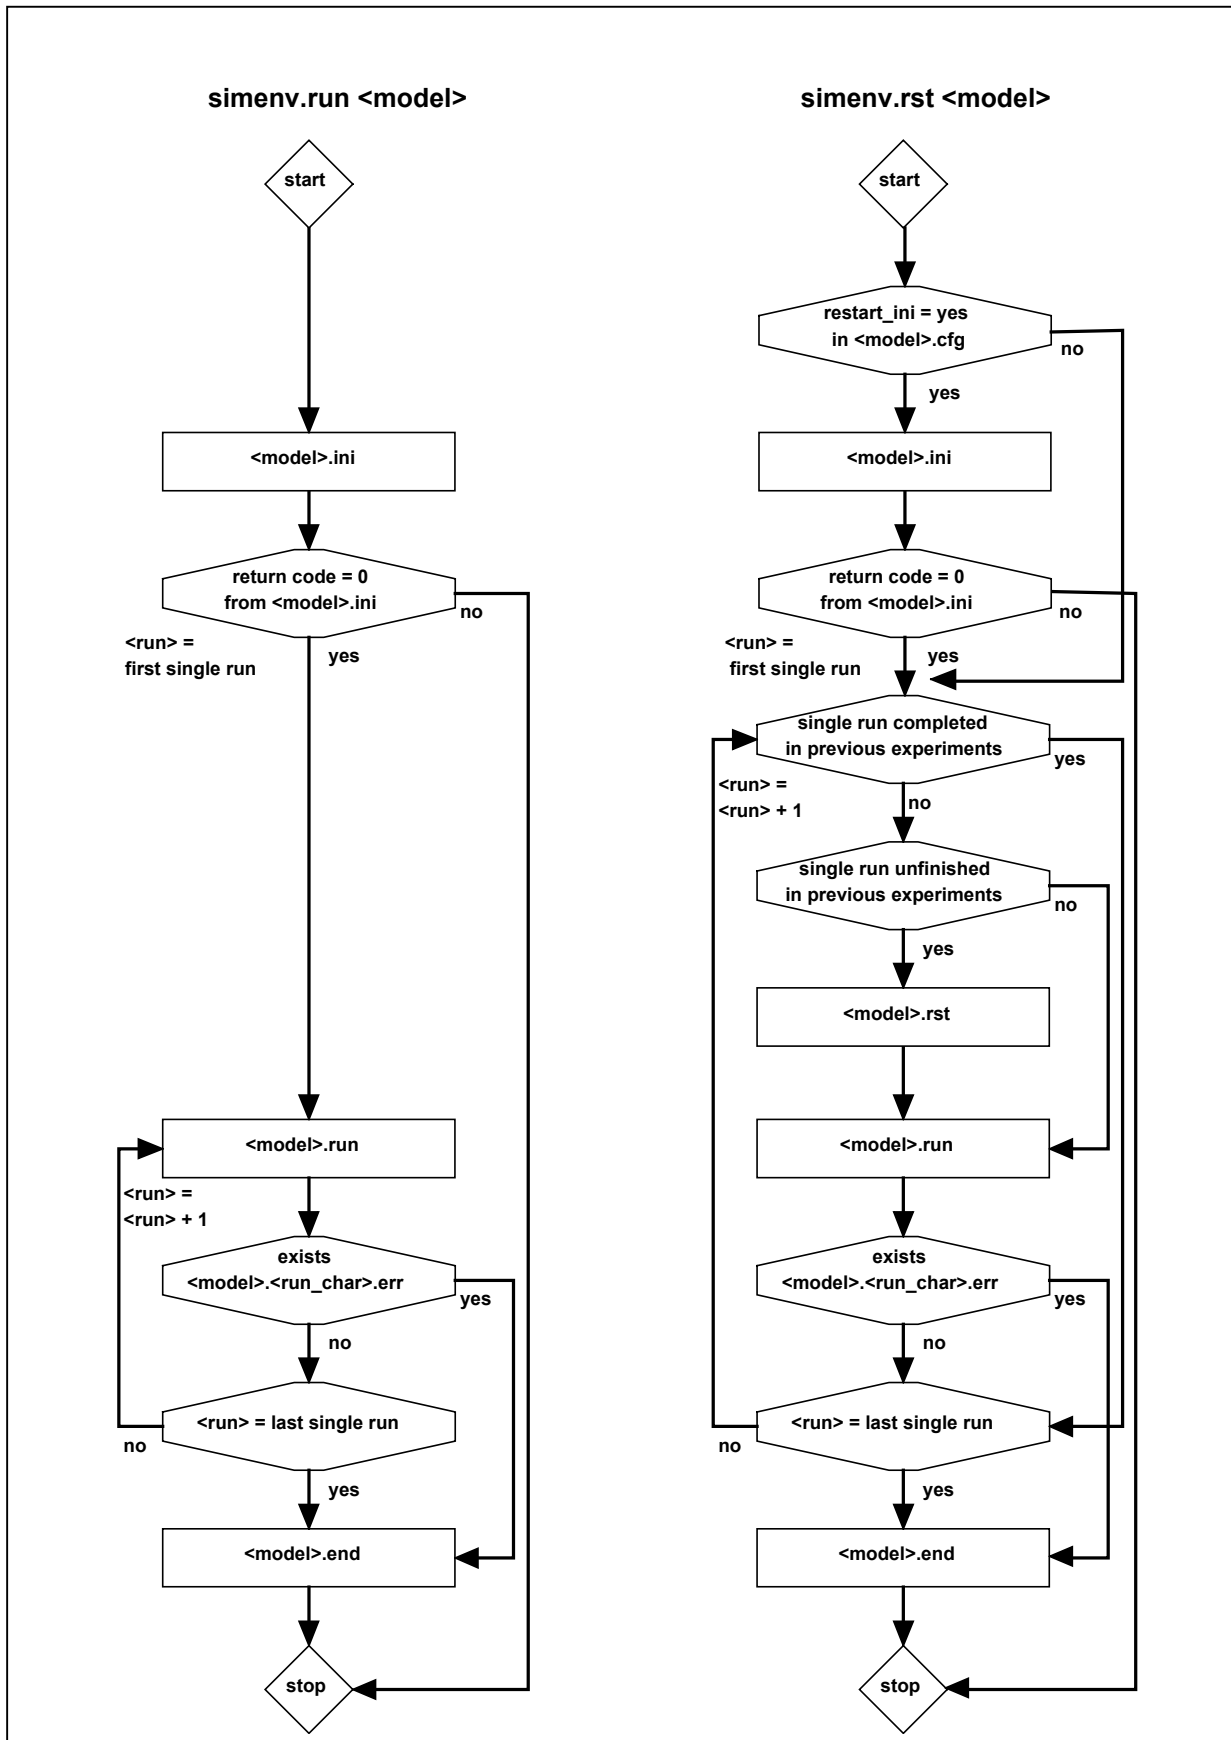 simenv.run <model>
start
<model>.ini
return code = 0
from <model>.ini
no
<run> =
first single run
yes
<model>.run
<run> =
<run> + 1
exists
<model>.<run_char>.err
yes
no
<run> = last single run
no
yes
<model>.end
stop
simenv.rst <model>
start
restart_ini = yes
in <model>.cfg
no
yes
<model>.ini
return code = 0
from <model>.ini
no
<run> =
first single run
yes
single run completed
in previous experiments
yes
<run> =
<run> + 1
no
single run unfinished
in previous experiments
no
yes
<model>.rst
<model>.run
exists
<model>.<run_char>.err
yes
no
<run> = last single run
no
yes
<model>.end
stop